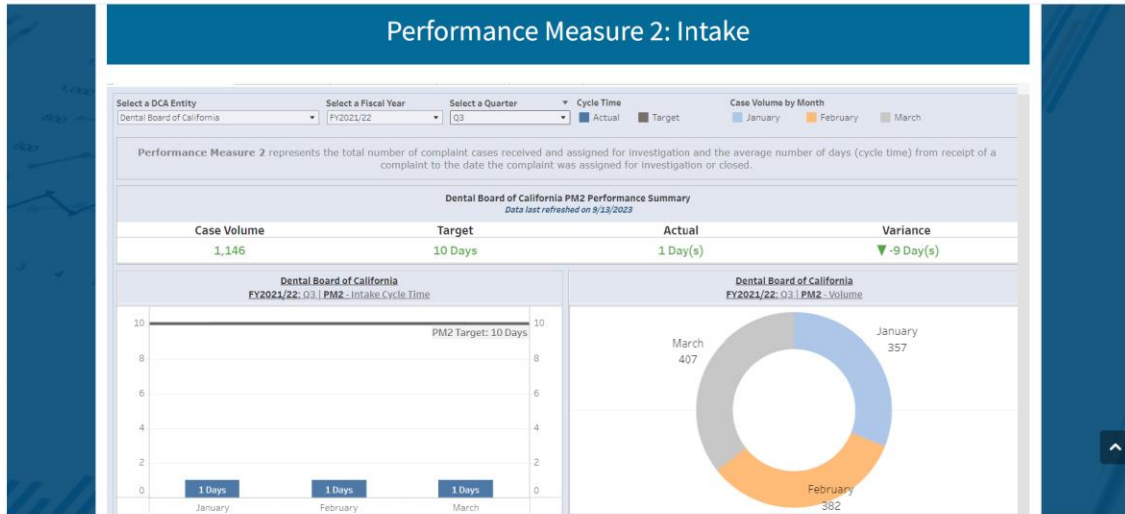 Performance Measure 2: Intake
Select a DCA Entity
Select a Fiscal Year
Select a Quarter
Cycle Time
Case Volume by Month
Dental Board of California
FY2021/22
Q3
Actual
Target
January
February
March
Performance Measure 2 represents the total number of complaint cases received and assigned for investigation and the average number of days (cycle time) from receipt of a
complaint to the date the complaint was assigned for investigation or closed.
Dental Board of California PM2 Performance Summary
Data last refreshed on 9/13/2023
Case Volume
Target
Actual
Variance
1,146
10 Days
1 Day(s)
▼ -9 Day(s)
Dental Board of California
FY2021/22: Q3 | PM2 - Intake Cycle Time
10
10
PM2 Target: 10 Days
8
8
6
6
4
4
2
2
0
1 Days
1 Days
1 Days
0
January
February
March
Dental Board of California
FY2021/22: Q3 | PM2 - Volume
January
357
March
407
February
382